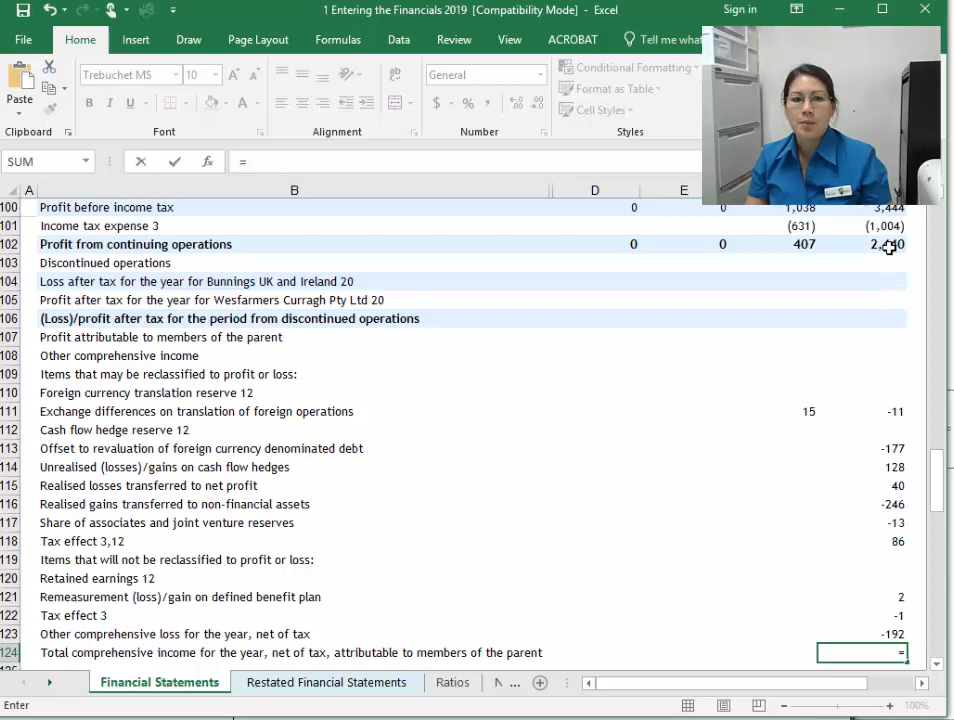 1 Entering the Financials 2019 [Compatibility Mode] - Excel
Sign in
File Home Insert Draw Page Layout Formulas Data Review View ACROBAT Tell me what
Paste
Trebuchet MS 10 A A
B I U A
General
$ % ,
Conditional Formatting
Format as Table
Cell Styles
Clipboard Font Alignment Number Styles
SUM fx =
A B D E
100 Profit before income tax 0 0 1,038 3,444
101 Income tax expense 3 (631) (1,004)
102 Profit from continuing operations 0 0 407
103 Discontinued operations
104 Loss after tax for the year for Bunnings UK and Ireland 20
105 Profit after tax for the year for Wesfarmers Curragh Pty Ltd 20
106 (Loss)/profit after tax for the period from discontinued operations
107 Profit attributable to members of the parent
108 Other comprehensive income
109 Items that may be reclassified to profit or loss:
110 Foreign currency translation reserve 12
111 Exchange differences on translation of foreign operations 15 -11
112 Cash flow hedge reserve 12
113 Offset to revaluation of foreign currency denominated debt -177
114 Unrealised (losses)/gains on cash flow hedges 128
115 Realised losses transferred to net profit 40
116 Realised gains transferred to non-financial assets -246
117 Share of associates and joint venture reserves -13
118 Tax effect 3,12 86
119 Items that will not be reclassified to profit or loss:
120 Retained earnings 12
121 Remeasurement (loss)/gain on defined benefit plan 2
122 Tax effect 3 -1
123 Other comprehensive loss for the year, net of tax -192
124 Total comprehensive income for the year, net of tax, attributable to members of the parent =
Financial Statements Restated Financial Statements Ratios N ...
Enter 100%